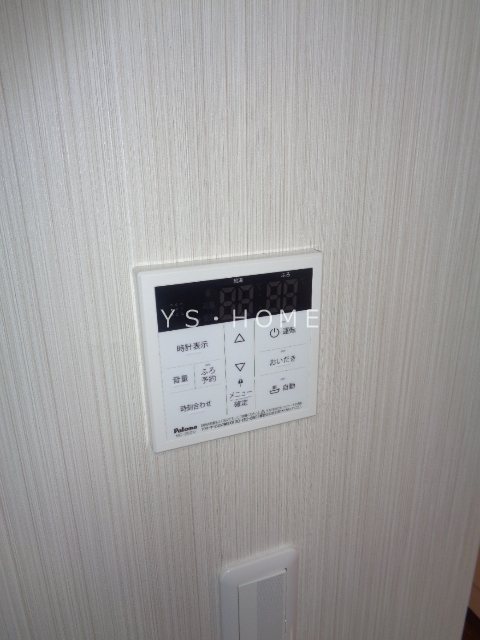 給湯 ふろ
YS・HOME
時計表示 運転
音量 ふろ予約 おいだき
メニュー 自動
時刻合わせ 確定
Paloma